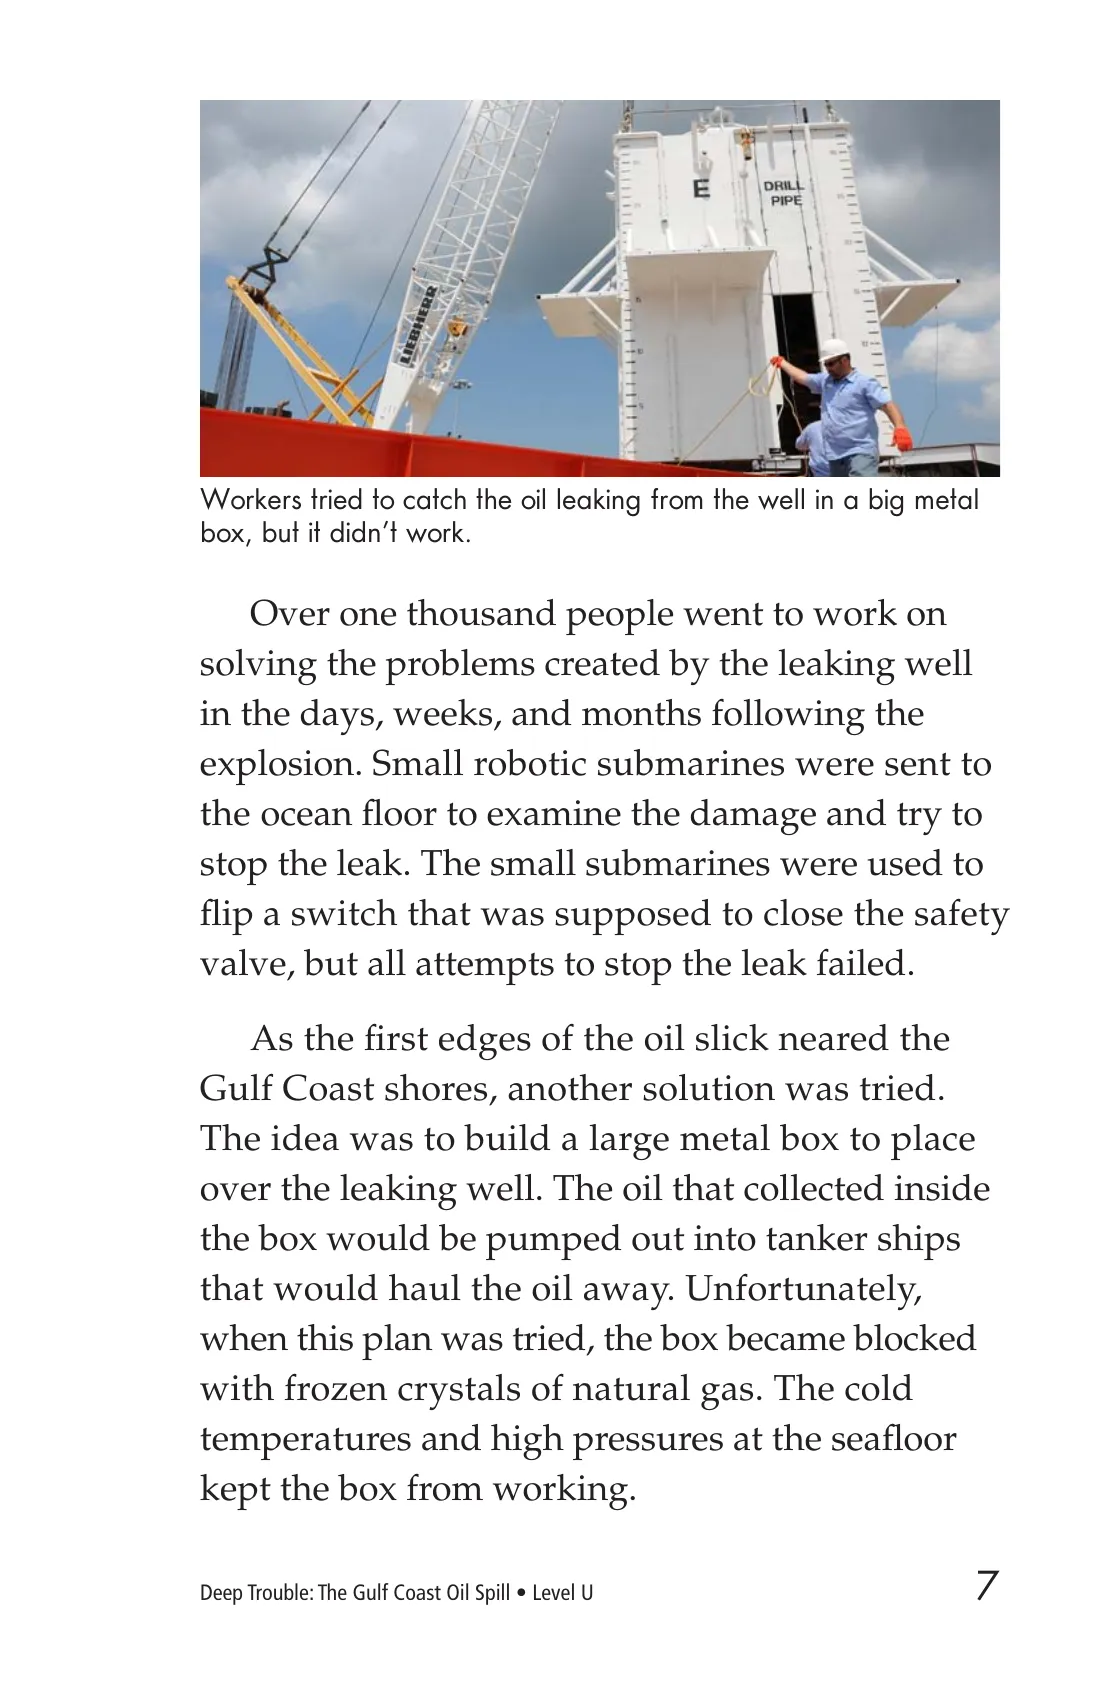 E
DRILL
PIPE
LIEBHERR
Workers tried to catch the oil leaking from the well in a big metal
box, but it didn’t work.
Over one thousand people went to work on
solving the problems created by the leaking well
in the days, weeks, and months following the
explosion. Small robotic submarines were sent to
the ocean floor to examine the damage and try to
stop the leak. The small submarines were used to
flip a switch that was supposed to close the safety
valve, but all attempts to stop the leak failed.
As the first edges of the oil slick neared the
Gulf Coast shores, another solution was tried.
The idea was to build a large metal box to place
over the leaking well. The oil that collected inside
the box would be pumped out into tanker ships
that would haul the oil away. Unfortunately,
when this plan was tried, the box became blocked
with frozen crystals of natural gas. The cold
temperatures and high pressures at the seafloor
kept the box from working.
Deep Trouble: The Gulf Coast Oil Spill • Level U
7